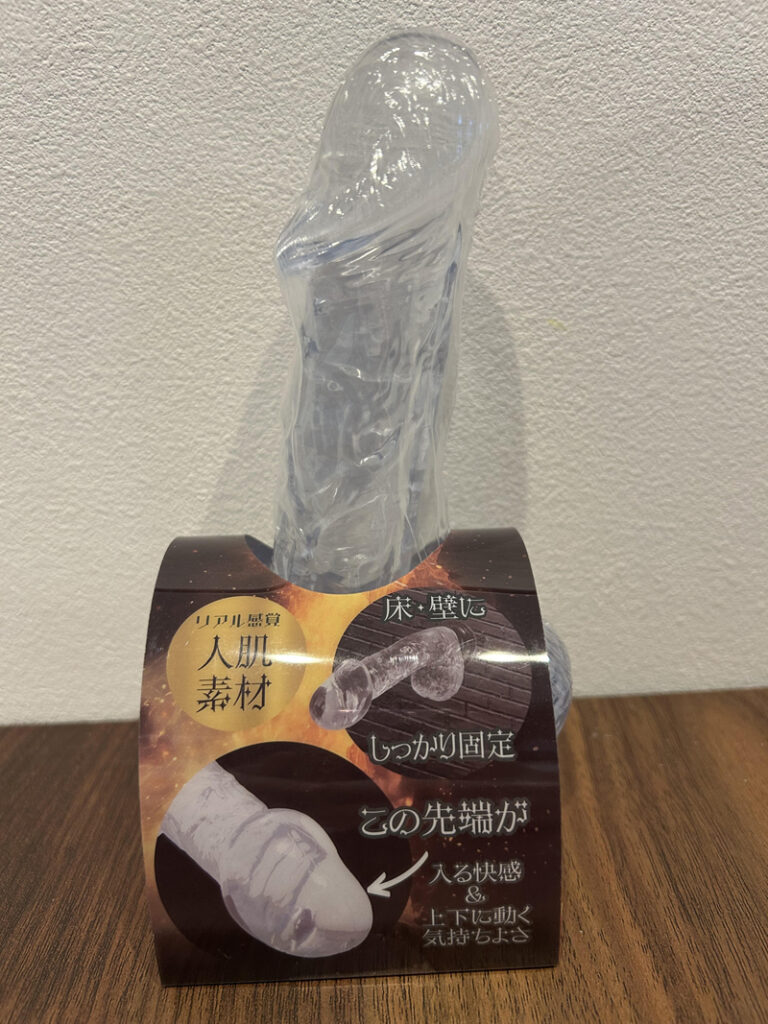 リアル感覚
人肌
素材
床・壁に
しっかり固定
この先端が
入る快感
&
上下に動く
気持ちよさ